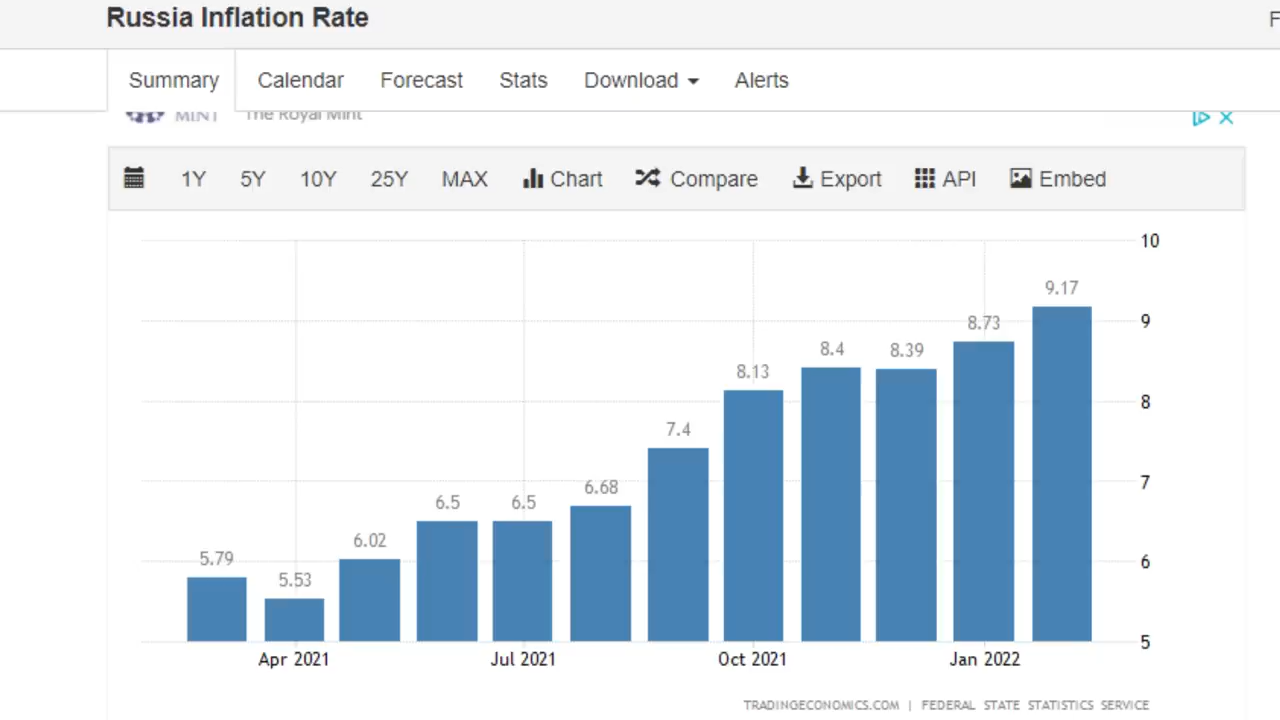 Russia Inflation Rate
F
Summary Calendar Forecast Stats Download Alerts
MINT The Royal Mint
1Y 5Y 10Y 25Y MAX Chart Compare Export API Embed
10
9.17
9
8.73
8.4
8.39
8.13
8
7.4
7
6.68
6.5
6.5
6.02
6
5.79
5.53
5
Apr 2021 Jul 2021 Oct 2021 Jan 2022
TRADINGECONOMICS.COM | FEDERAL STATE STATISTICS SERVICE